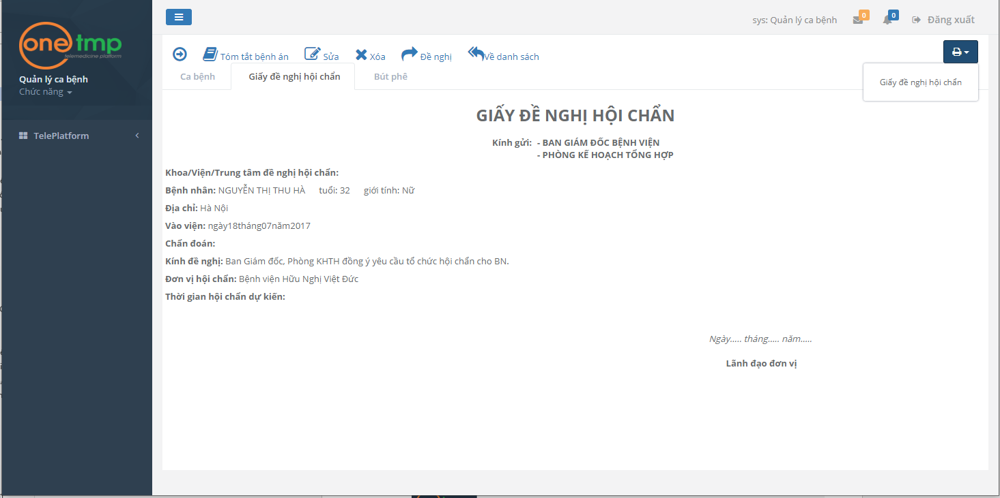 onetmp
telemedicine platform
Quản lý ca bệnh
Chức năng
TelePlatform
sys: Quản lý ca bệnh
0
0
Đăng xuất
Tóm tắt bệnh án
Sửa
Xóa
Đề nghị
Về danh sách
Ca bệnh
Giấy đề nghị hội chẩn
Bút phê
Giấy đề nghị hội chẩn
GIẤY ĐỀ NGHỊ HỘI CHẨN
Kính gửi: - BAN GIÁM ĐỐC BỆNH VIỆN
- PHÒNG KẾ HOẠCH TỔNG HỢP
Khoa/Viện/Trung tâm đề nghị hội chẩn:
Bệnh nhân: NGUYỄN THỊ THU HÀ tuổi: 32 giới tính: Nữ
Địa chỉ: Hà Nội
Vào viện: ngày18tháng07năm2017
Chẩn đoán:
Kính đề nghị: Ban Giám đốc, Phòng KHTH đồng ý yêu cầu tổ chức hội chẩn cho BN.
Đơn vị hội chẩn: Bệnh viện Hữu Nghị Việt Đức
Thời gian hội chẩn dự kiến:
Ngày..... tháng..... năm.....
Lãnh đạo đơn vị